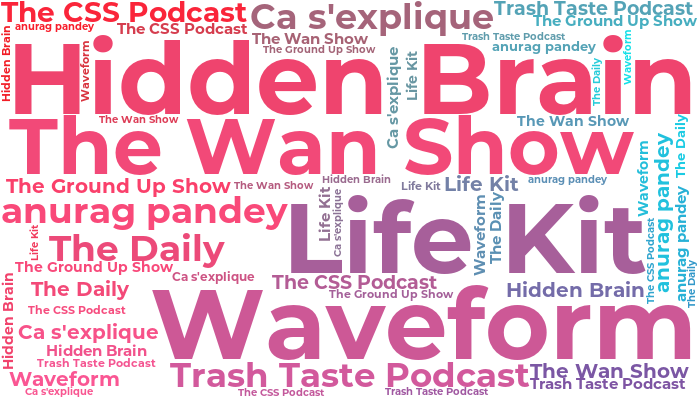 The CSS Podcast
Ca s'explique
Trash Taste Podcast
The Ground Up Show
anurag pandey
The CSS Podcast
Hidden Brain
Waveform
The Wan Show
The Ground Up Show
Trash Taste Podcast
anurag pandey
Waveform
Ca s'explique
Life Kit
The Daily
Hidden Brain
The Wan Show
The Wan Show
The Daily
The Wan Show
Waveform
anurag pandey
The Ground Up Show
The Wan Show
Hidden Brain
Life Kit
Life Kit
anurag pandey
anurag pandey
Life Kit
Ca s'explique
Life Kit
Waveform
The Daily
anurag pandey
Life Kit
The Daily
The CSS Podcast
The Ground Up Show
Ca s'explique
The Daily
Hidden Brain
The Daily
The CSS Podcast
The Ground Up Show
Hidden Brain
Waveform
The CSS Podcast
Ca s'explique
Hidden Brain
Trash Taste Podcast
Waveform
Ca s'explique
Trash Taste Podcast
The Wan Show
The CSS Podcast
Trash Taste Podcast
Trash Taste Podcast